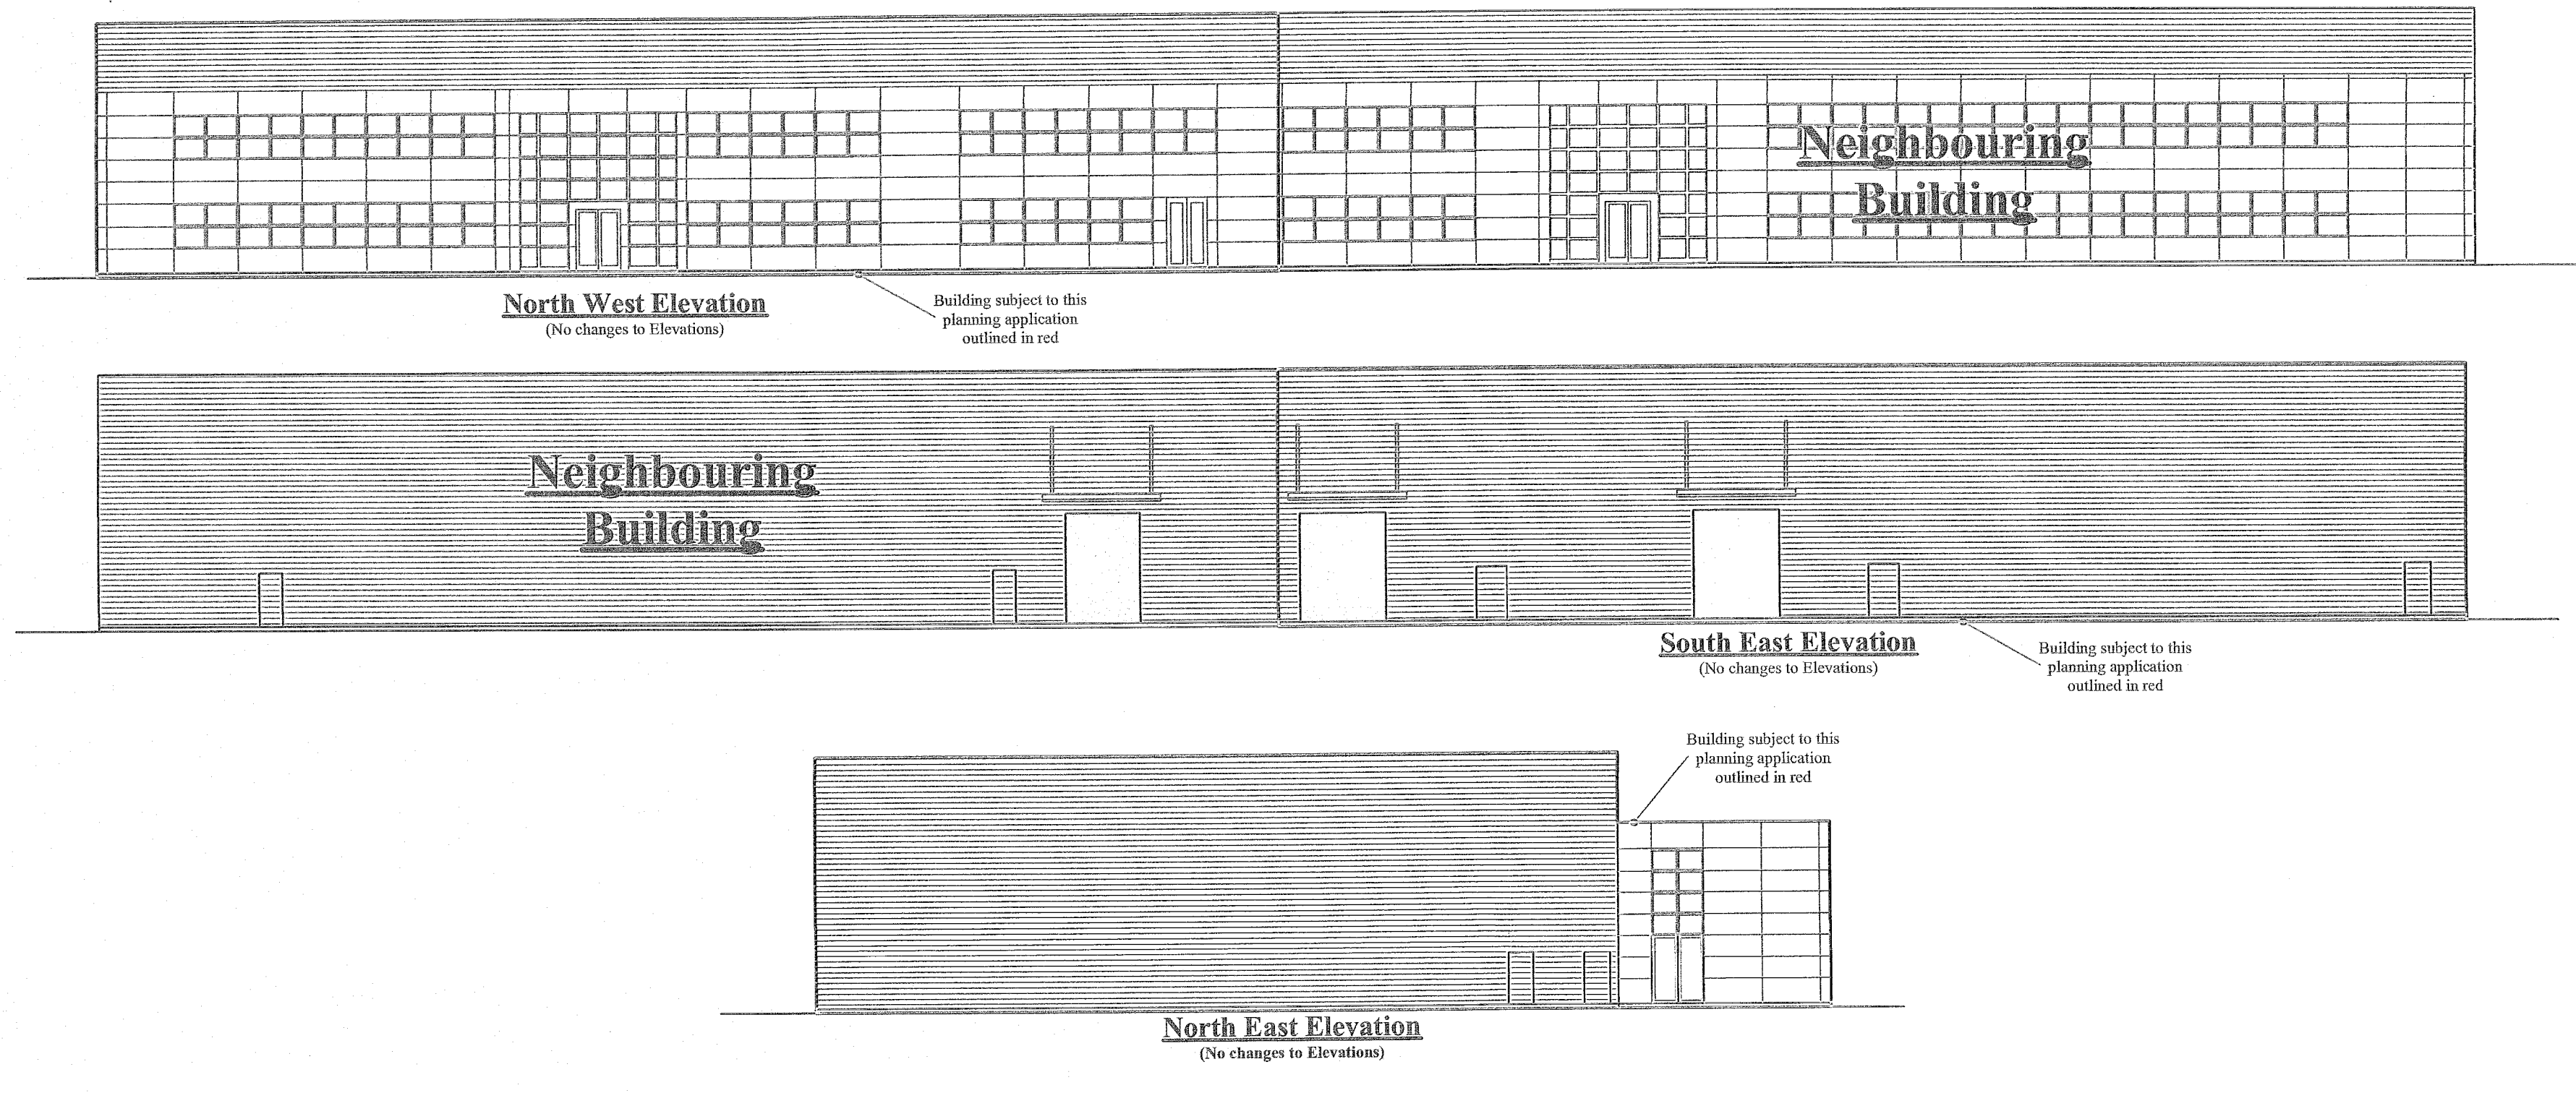 Neighbouring
Building
North West Elevation
(No changes to Elevations)
Building subject to this
planning application
outlined in red
Neighbouring
Building
South East Elevation
(No changes to Elevations)
Building subject to this
planning application
outlined in red
Building subject to this
planning application
outlined in red
North East Elevation
(No changes to Elevations)